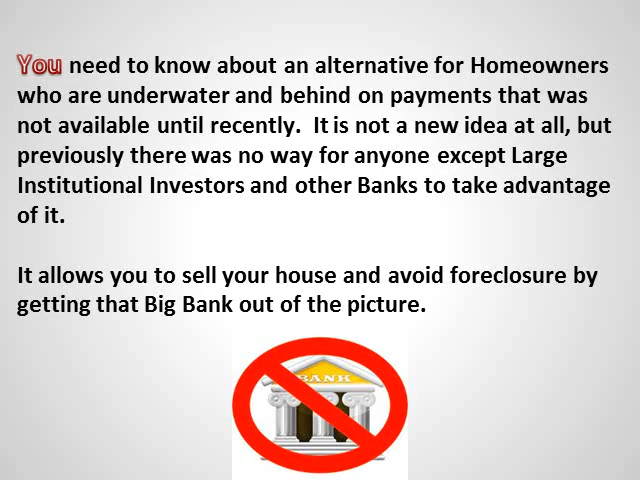 You need to know about an alternative for Homeowners
who are underwater and behind on payments that was
not available until recently.  It is not a new idea at all, but
previously there was no way for anyone except Large
Institutional Investors and other Banks to take advantage
of it.
It allows you to sell your house and avoid foreclosure by
getting that Big Bank out of the picture.
BANK